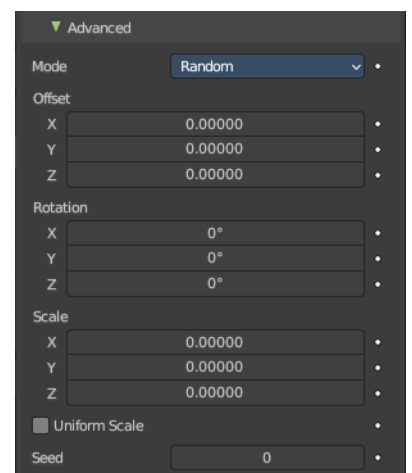 Advanced
Mode Random
Offset
X 0.00000
Y 0.00000
Z 0.00000
Rotation
X 0°
Y 0°
Z 0°
Scale
X 0.00000
Y 0.00000
Z 0.00000
Uniform Scale
Seed 0